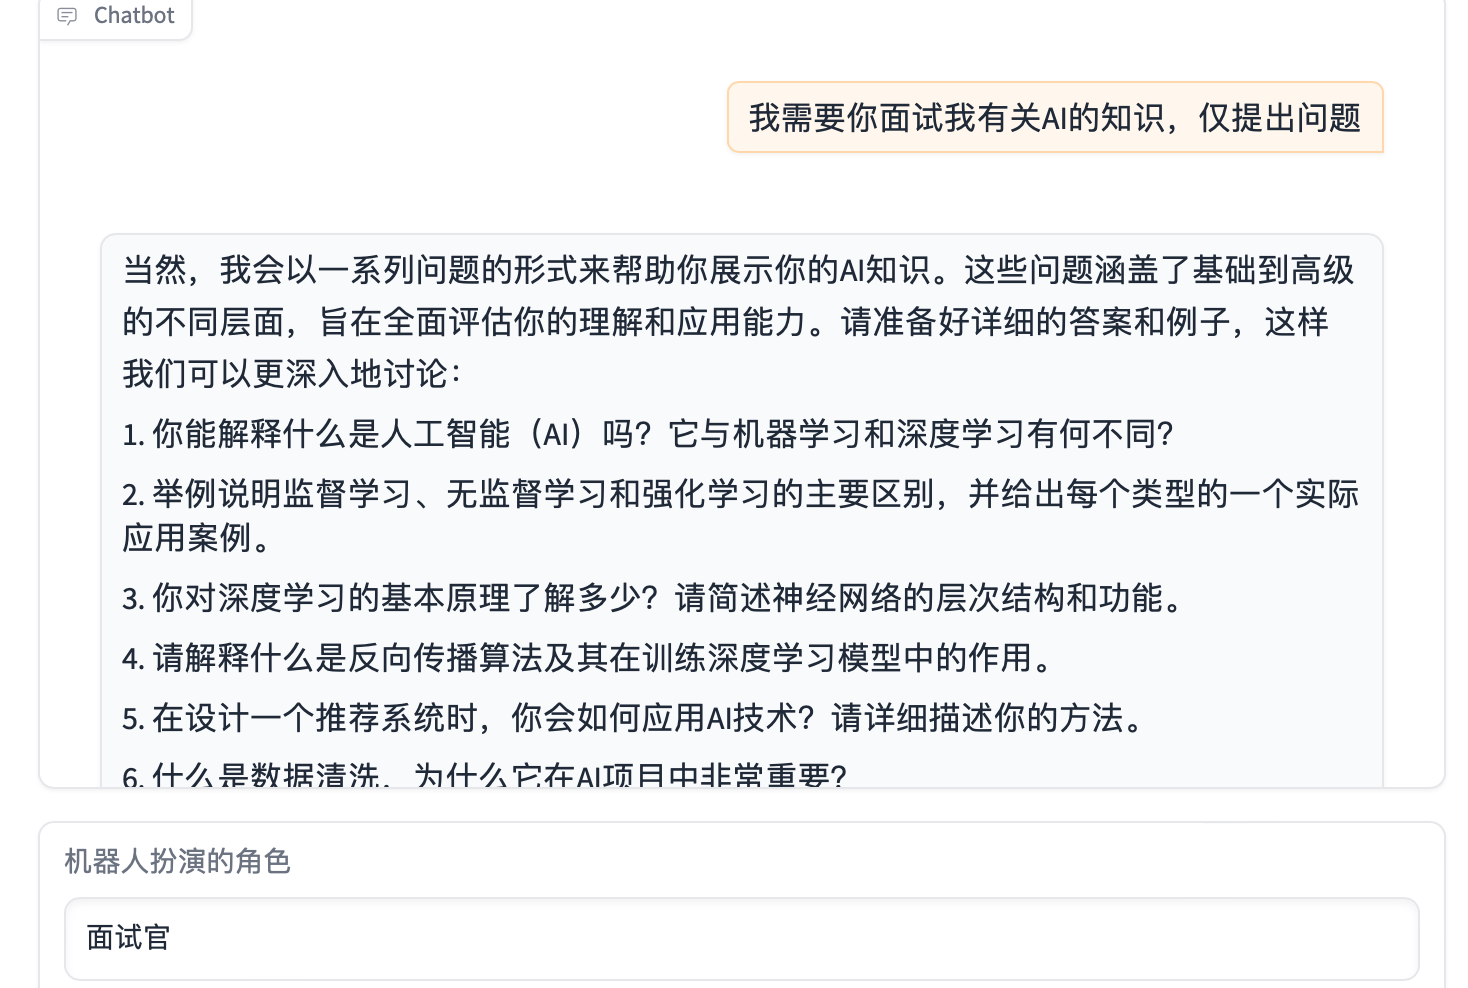 Chatbot
我需要你面试我有关AI的知识，仅提出问题
当然，我会以一系列问题的形式来帮助你展示你的AI知识。这些问题涵盖了基础到高级
的不同层面，旨在全面评估你的理解和应用能力。请准备好详细的答案和例子，这样
我们可以更深入地讨论：
1. 你能解释什么是人工智能（AI）吗？它与机器学习和深度学习有何不同？
2. 举例说明监督学习、无监督学习和强化学习的主要区别，并给出每个类型的一个实际
应用案例。
3. 你对深度学习的基本原理了解多少？请简述神经网络的层次结构和功能。
4. 请解释什么是反向传播算法及其在训练深度学习模型中的作用。
5. 在设计一个推荐系统时，你会如何应用AI技术？请详细描述你的方法。
6. 什么是数据清洗，为什么它在AI项目中非常重要？
机器人扮演的角色
面试官